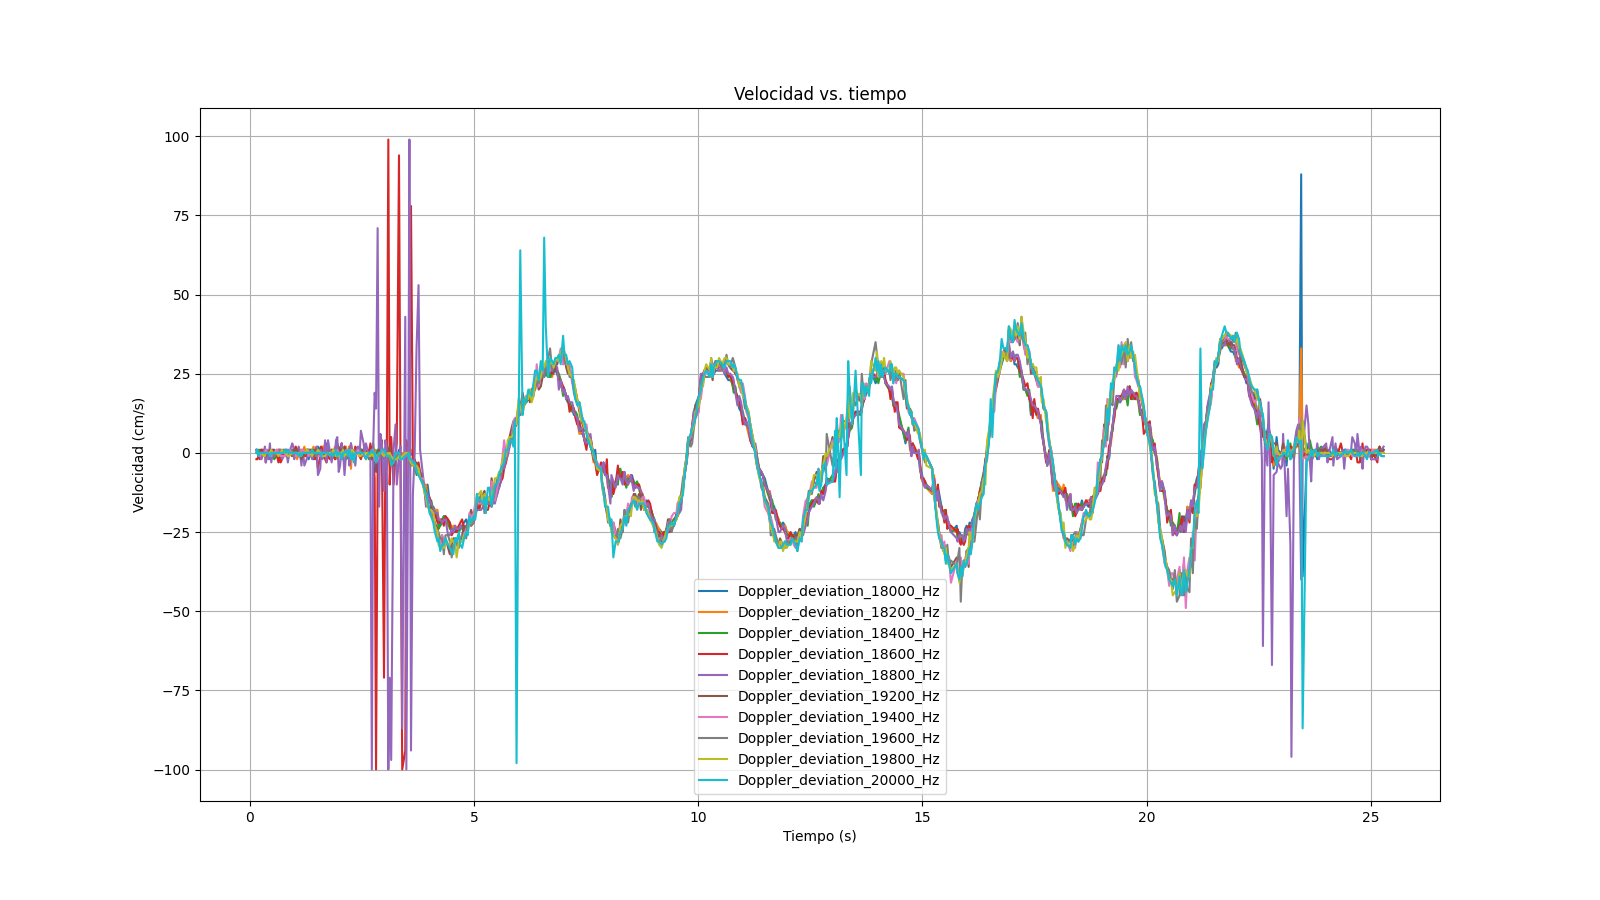 Velocidad vs. tiempo
100
75
50
25
0
−25
−50
−75
−100
Velocidad (cm/s)
Doppler_deviation_18000_Hz
Doppler_deviation_18200_Hz
Doppler_deviation_18400_Hz
Doppler_deviation_18600_Hz
Doppler_deviation_18800_Hz
Doppler_deviation_19200_Hz
Doppler_deviation_19400_Hz
Doppler_deviation_19600_Hz
Doppler_deviation_19800_Hz
Doppler_deviation_20000_Hz
0 5 10 15 20 25
Tiempo (s)